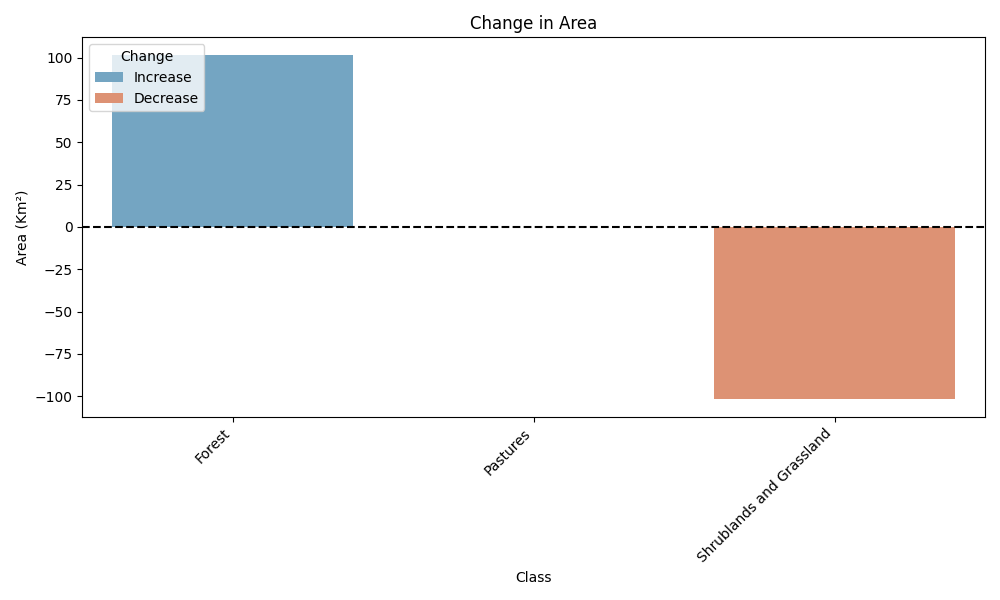 Change in Area
Change
Increase
Decrease
Area (Km²)
100
75
50
25
0
−25
−50
−75
−100
Forest
Pastures
Shrublands and Grassland
Class